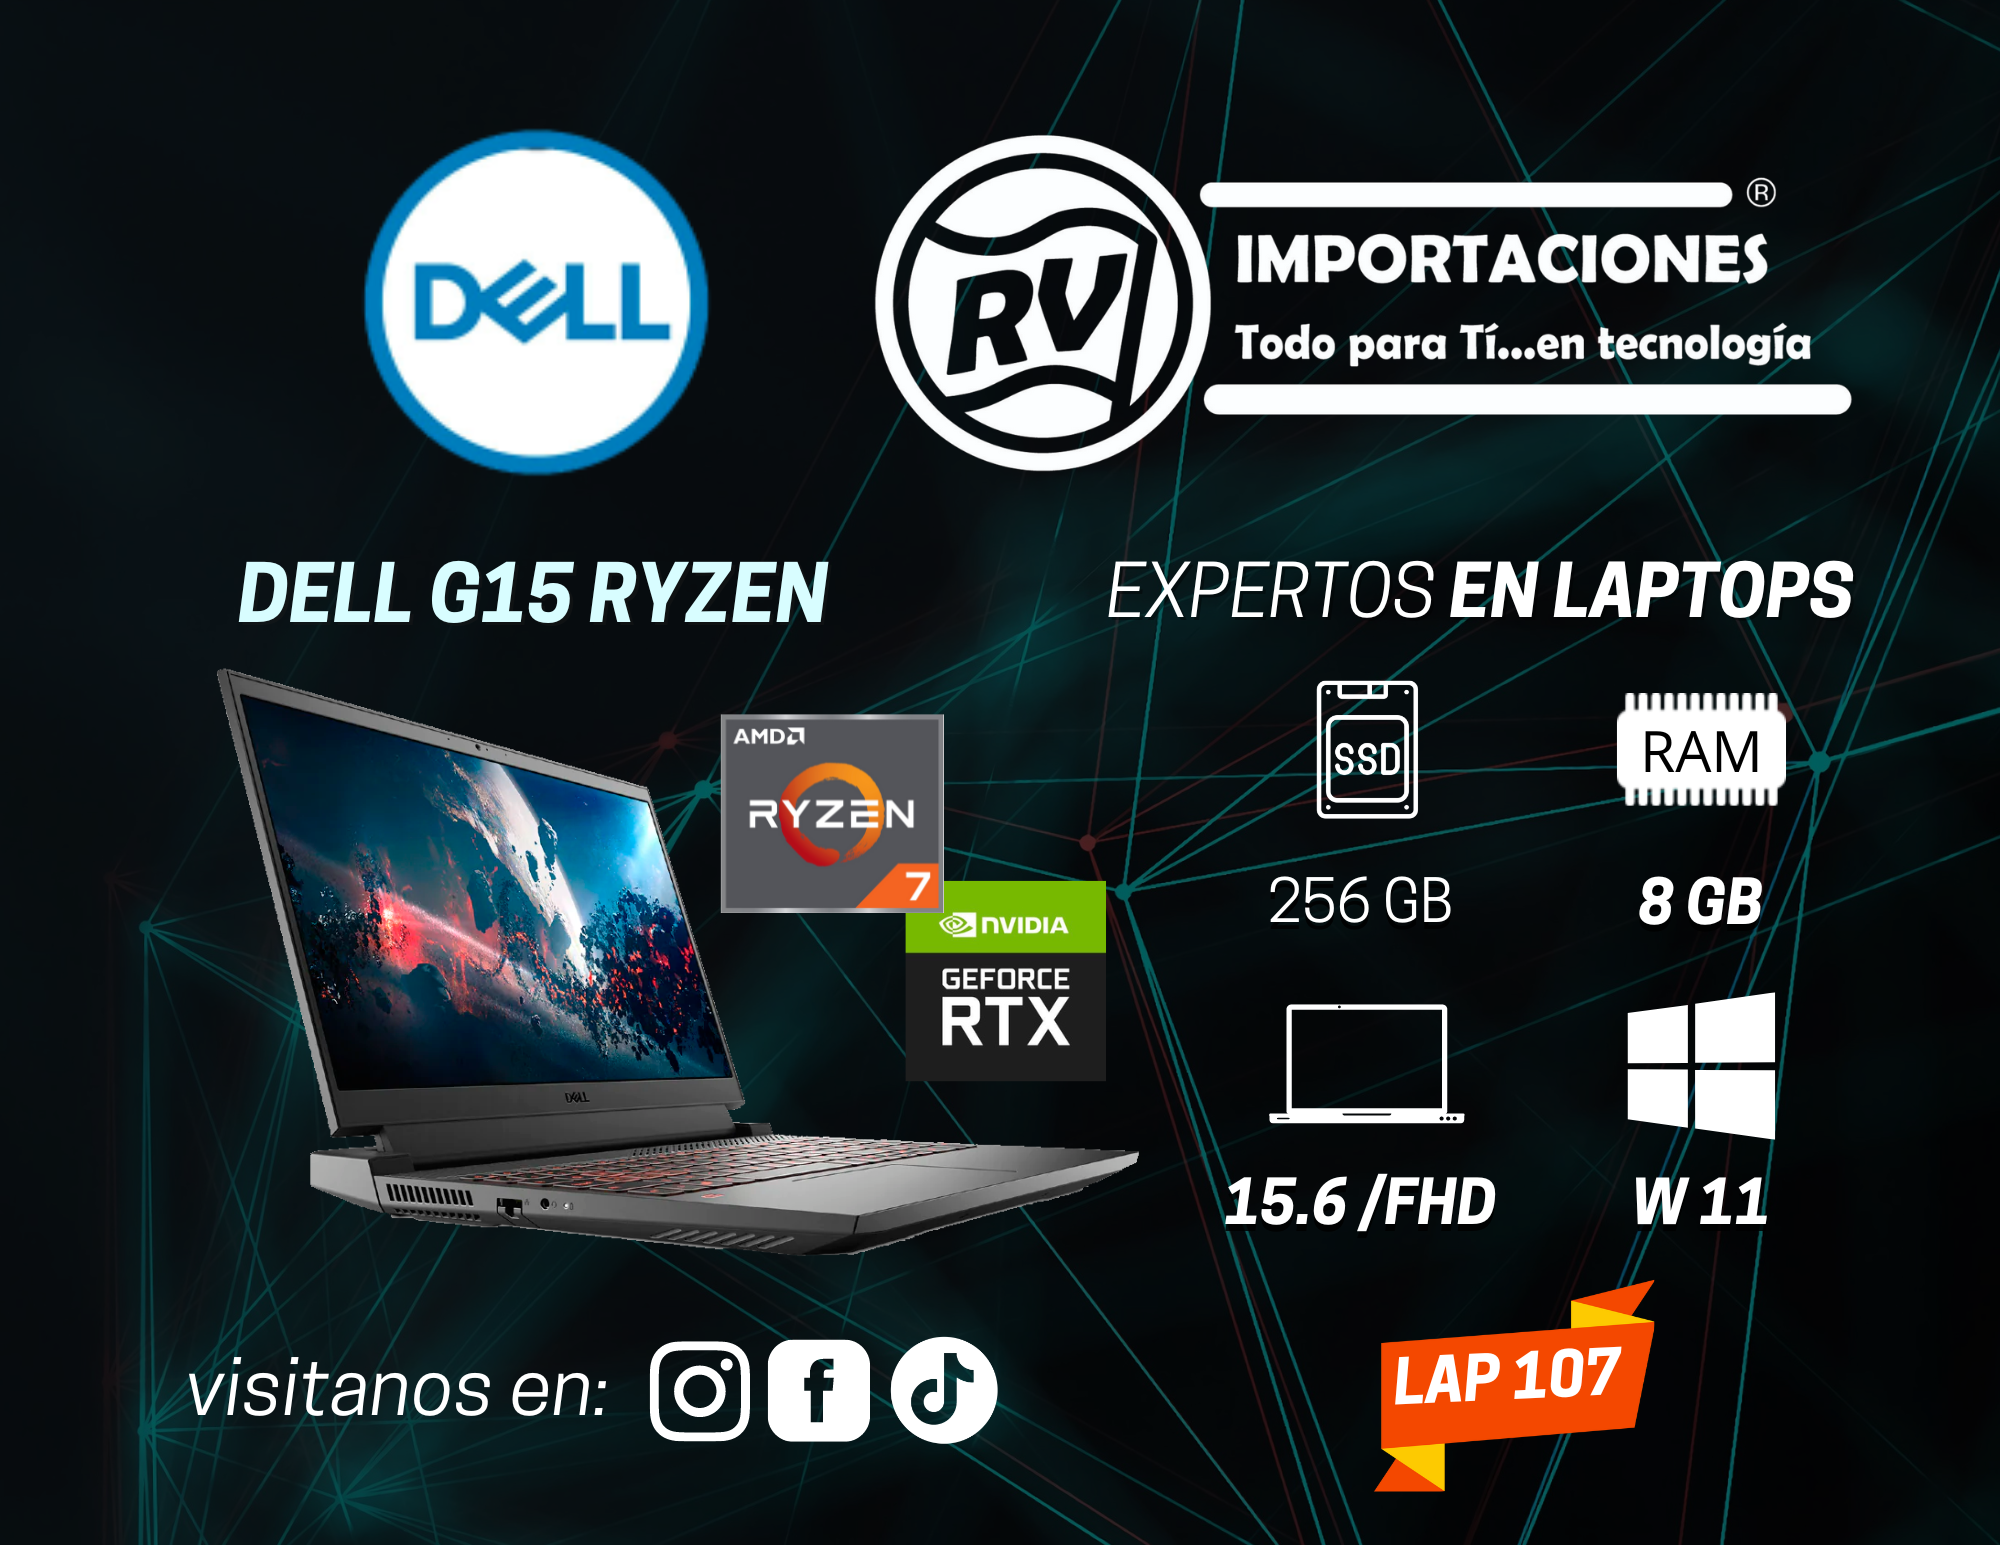 DELL
RV
®
IMPORTACIONES
Todo para Tí...en tecnología
DELL G15 RYZEN
EXPERTOS EN LAPTOPS
AMD
RYZEN
7
NVIDIA
GEFORCE
RTX
DELL
SSD
RAM
256 GB
8 GB
15.6 /FHD
W 11
visitanos en:
LAP 107